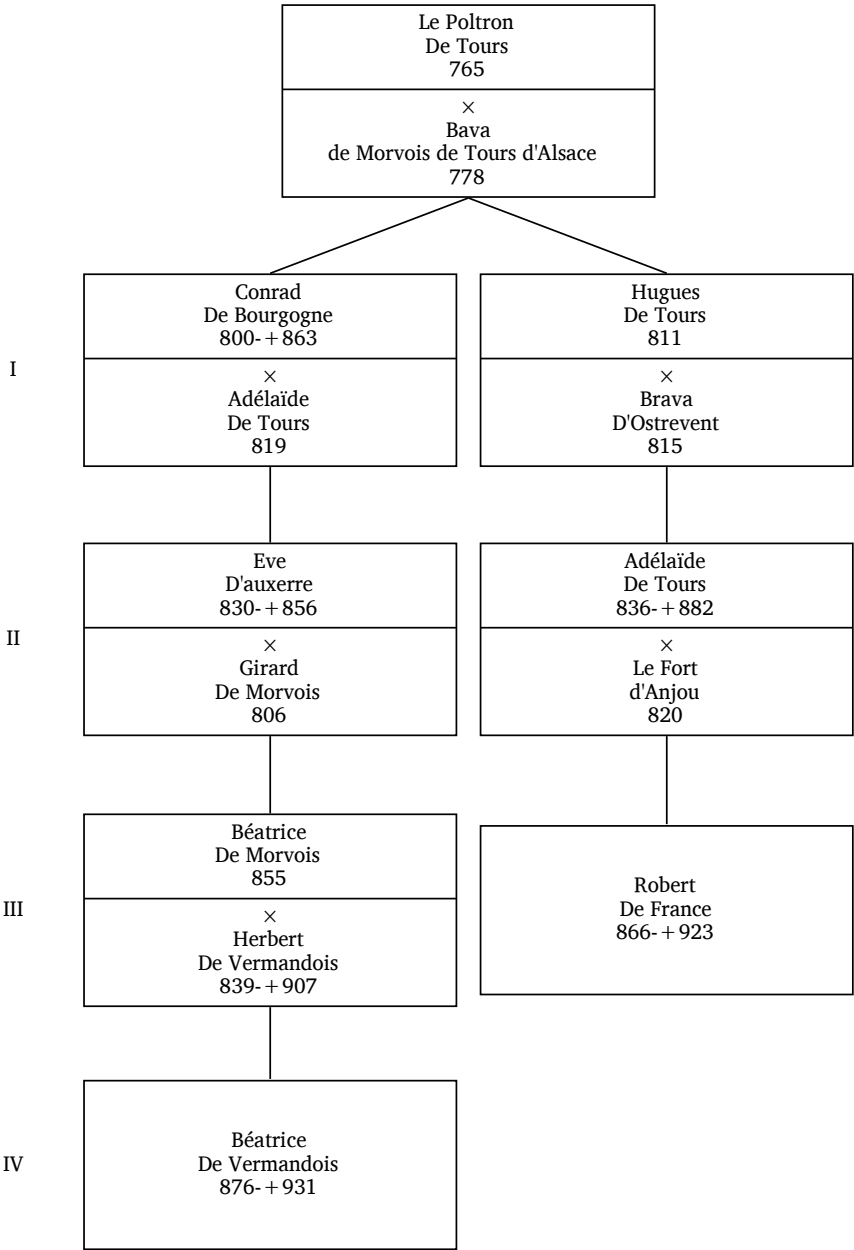 Le Poltron
De Tours
765
×
Bava
de Morvois de Tours d'Alsace
778
I
Conrad
De Bourgogne
800-+863
×
Adélaïde
De Tours
819
Hugues
De Tours
811
×
Brava
D'Ostrevent
815
II
Eve
D'auxerre
830-+856
×
Girard
De Morvois
806
Adélaïde
De Tours
836-+882
×
Le Fort
d'Anjou
820
III
Béatrice
De Morvois
855
×
Herbert
De Vermandois
839-+907
Robert
De France
866-+923
IV
Béatrice
De Vermandois
876-+931